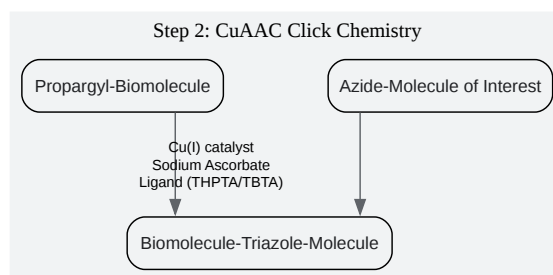 Step 2: CuAAC Click Chemistry
Propargyl-Biomolecule
Azide-Molecule of Interest
Cu(I) catalyst
Sodium Ascorbate
Ligand (THPTA/TBTA)
Biomolecule-Triazole-Molecule